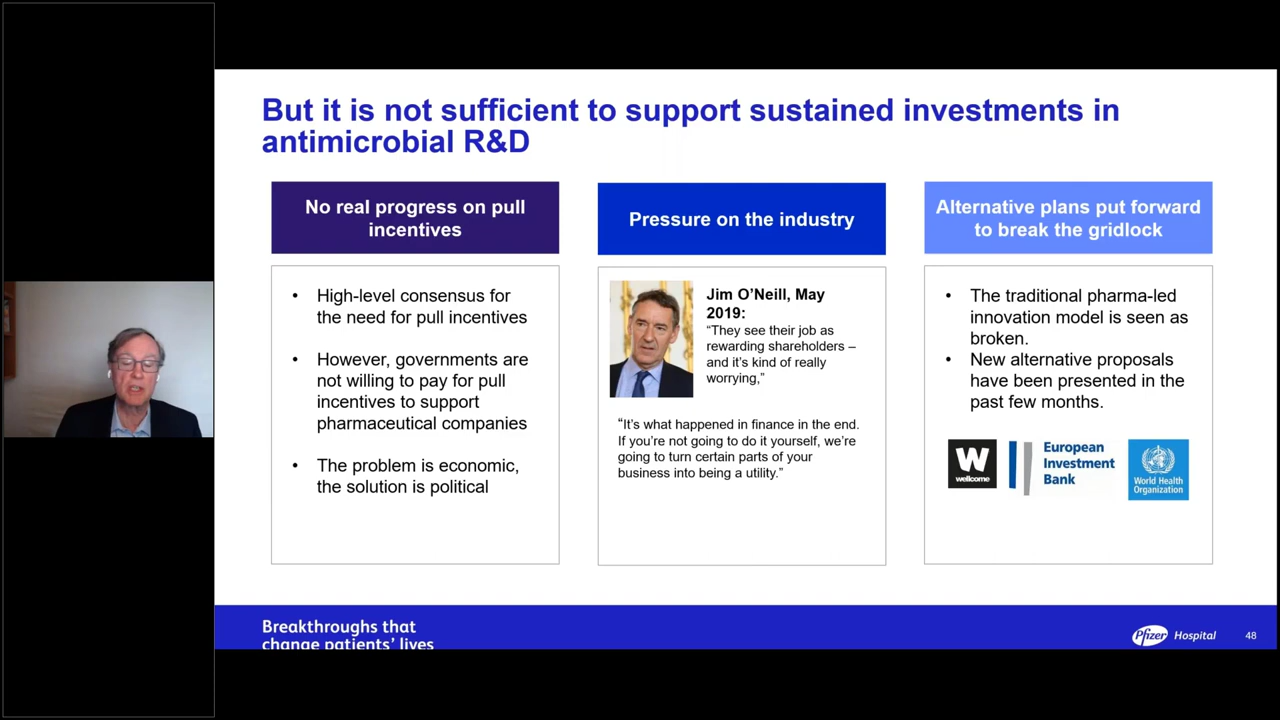 But it is not sufficient to support sustained investments in
antimicrobial R&D
No real progress on pull
incentives
• High-level consensus for
the need for pull incentives
• However, governments are
not willing to pay for pull
incentives to support
pharmaceutical companies
• The problem is economic,
the solution is political
Pressure on the industry
Jim O’Neill, May
2019:
“They see their job as
rewarding shareholders –
and it’s kind of really
worrying,”
“It’s what happened in finance in the end.
If you’re not going to do it yourself, we’re
going to turn certain parts of your
business into being a utility.”
Alternative plans put forward
to break the gridlock
• The traditional pharma-led
innovation model is seen as
broken.
• New alternative proposals
have been presented in the
past few months.
W
wellcome
European
Investment
Bank
World Health
Organization
Breakthroughs that
change patients’ lives
Pfizer Hospital
48